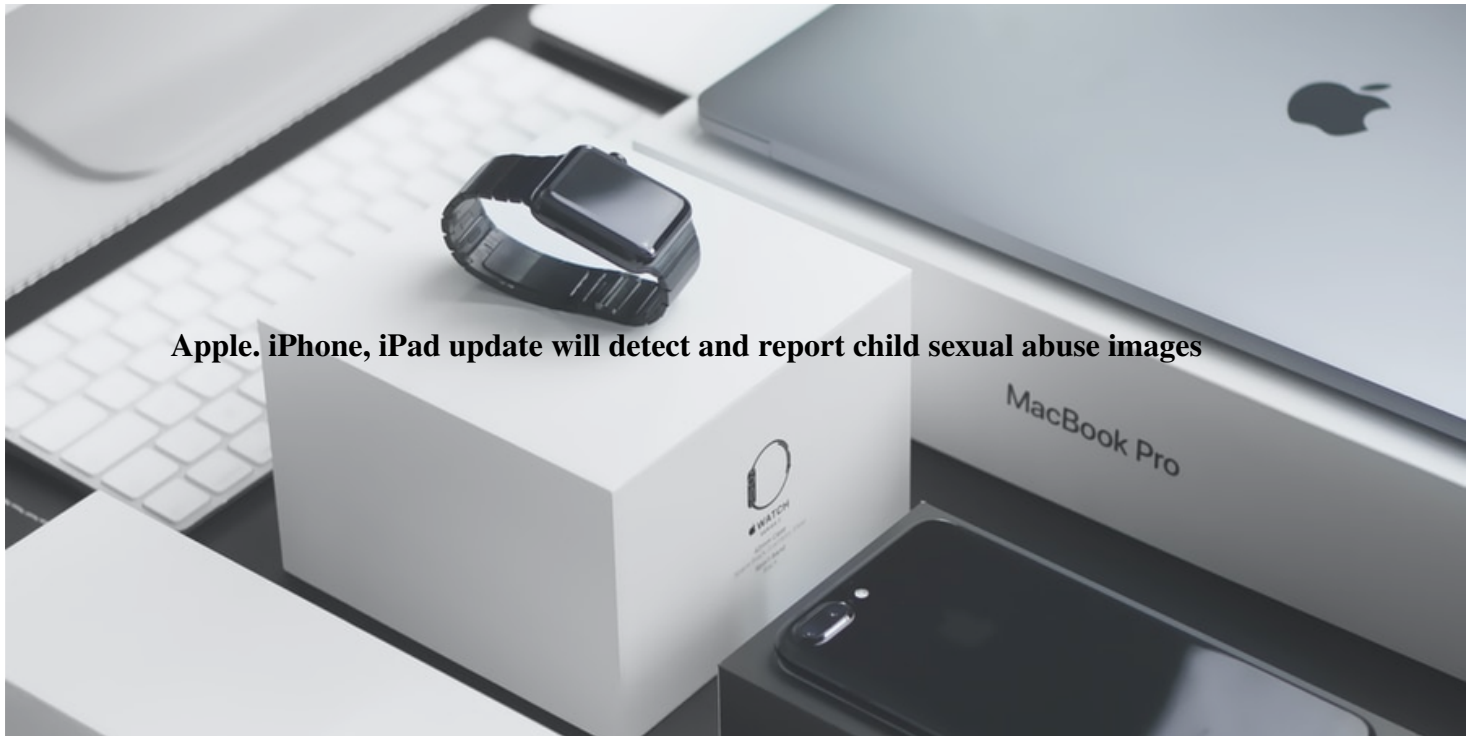 Apple. iPhone, iPad update will detect and report child sexual abuse images
MacBook Pro
WATCH